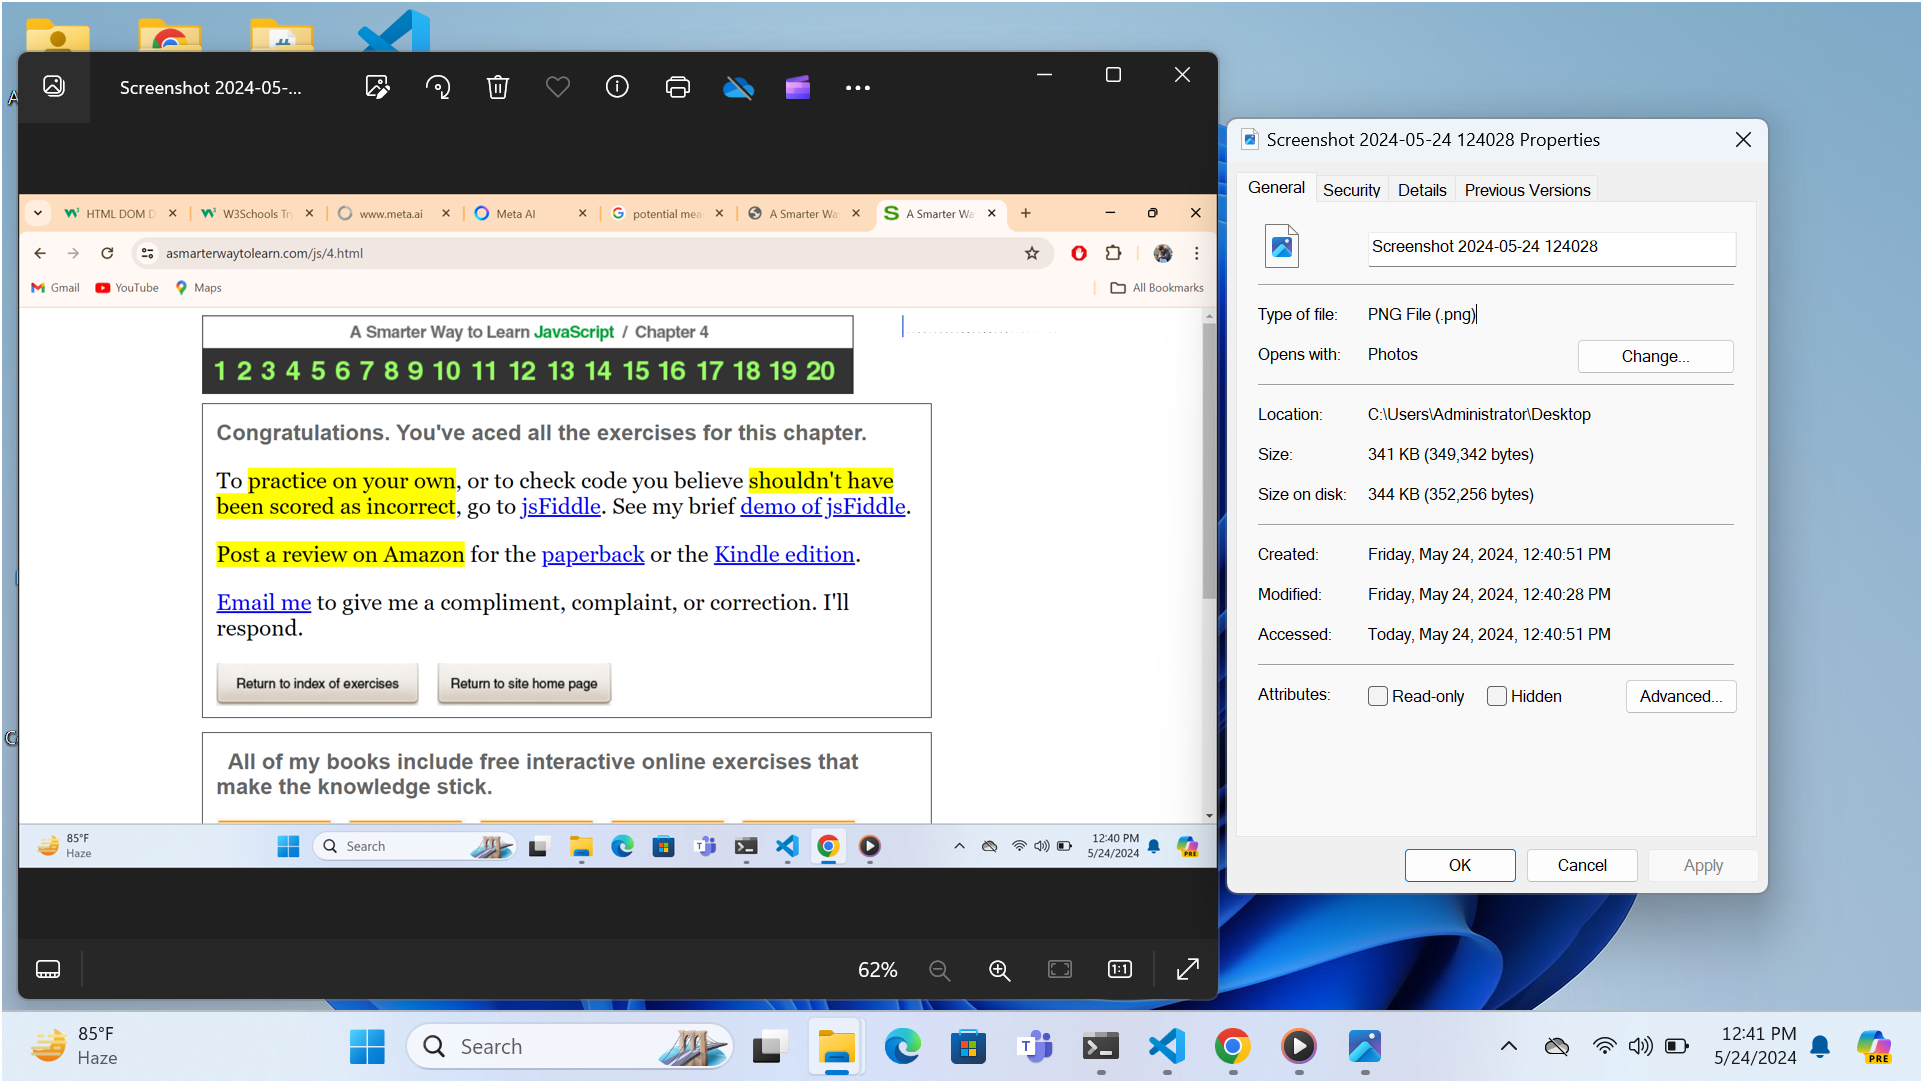 Screenshot 2024-05-...
HTML DOM D
W3Schools Try
www.meta.ai
Meta AI
potential mea
A Smarter Wa
A Smarter Wa
asmarterwaytolearn.com/js/4.html
Gmail
YouTube
Maps
All Bookmarks
A Smarter Way to Learn JavaScript / Chapter 4
1 2 3 4 5 6 7 8 9 10 11 12 13 14 15 16 17 18 19 20
Congratulations. You've aced all the exercises for this chapter.
To practice on your own, or to check code you believe shouldn't have
been scored as incorrect, go to jsFiddle. See my brief demo of jsFiddle.
Post a review on Amazon for the paperback or the Kindle edition.
Email me to give me a compliment, complaint, or correction. I'll
respond.
Return to index of exercises
Return to site home page
All of my books include free interactive online exercises that
make the knowledge stick.
85°F
Haze
Search
12:40 PM
5/24/2024
PRE
62%
1:1
Screenshot 2024-05-24 124028 Properties
General
Security
Details
Previous Versions
Screenshot 2024-05-24 124028
Type of file: PNG File (.png)
Opens with: Photos
Change...
Location: C:\Users\Administrator\Desktop
Size: 341 KB (349,342 bytes)
Size on disk: 344 KB (352,256 bytes)
Created: Friday, May 24, 2024, 12:40:51 PM
Modified: Friday, May 24, 2024, 12:40:28 PM
Accessed: Today, May 24, 2024, 12:40:51 PM
Attributes: Read-only Hidden
Advanced...
OK
Cancel
Apply
85°F
Haze
Search
12:41 PM
5/24/2024
PRE